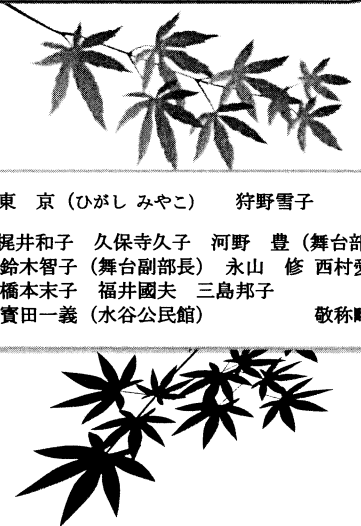 東　京（ひがし みやこ）　狩野雪子
梶井和子　久保寺久子　河野　豊（舞台部
鈴木智子（舞台副部長）　永山　修 西村愛
橋本末子　福井國夫　三島邦子
寳田一義（水谷公民館）　　　　　敬称略